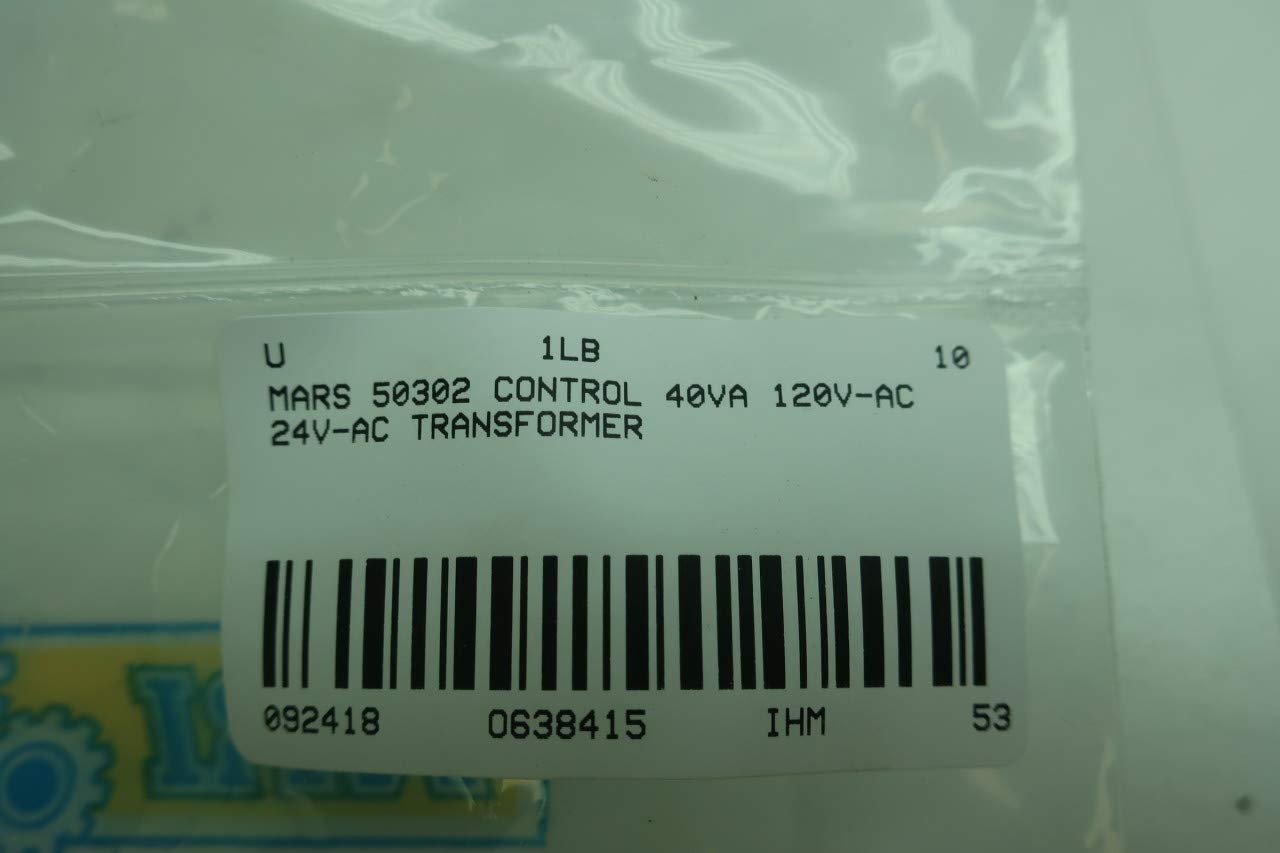 U 1LB 10
MARS 50302 CONTROL 40VA 120V-AC
24V-AC TRANSFORMER
092418 0638415 IHM 53